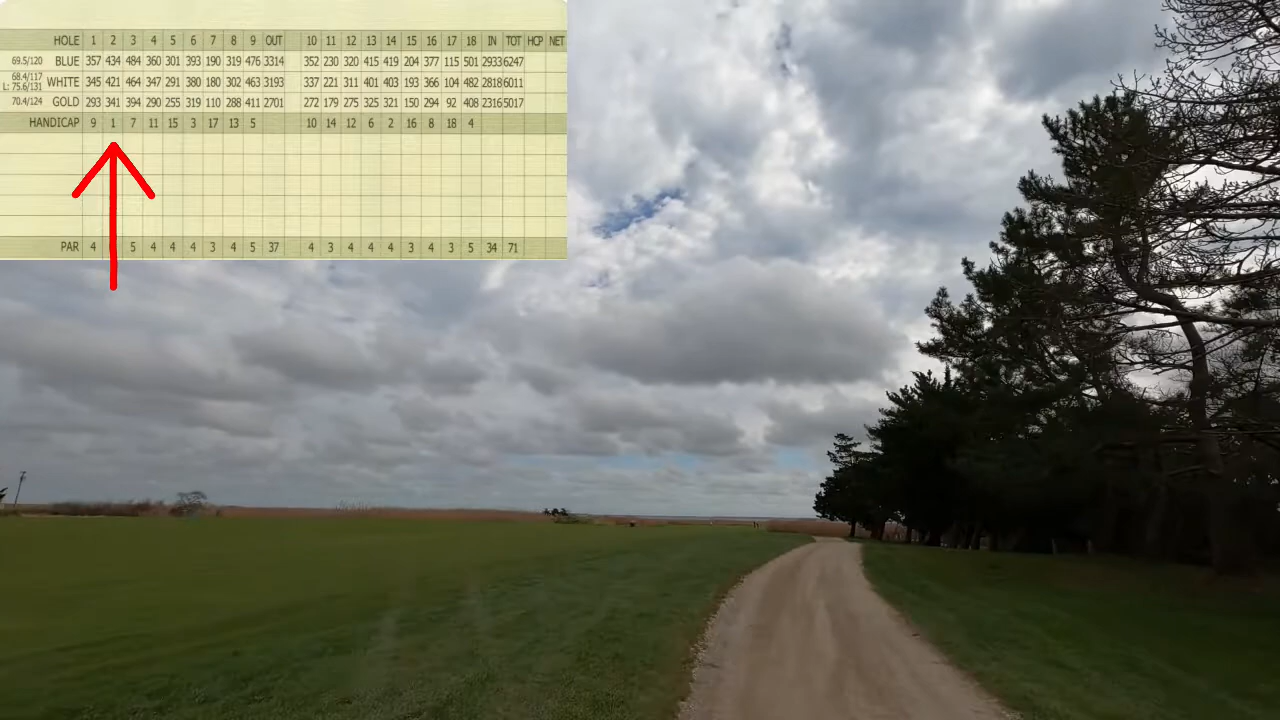 HOLE 1 2 3 4 5 6 7 8 9 OUT 10 11 12 13 14 15 16 17 18 IN TOT HCP NET
69.5/120 BLUE 357 434 484 360 301 393 190 319 476 3314 352 230 320 415 419 204 377 115 501 2933 6247
68.4/117
L: 75.6/131 WHITE 345 421 464 347 291 380 180 302 463 3193 337 221 311 401 403 193 366 104 482 2818 6011
70.4/124 GOLD 293 341 394 290 255 319 110 288 411 2701 272 179 275 325 321 150 294 92 408 2316 5017
HANDICAP 9 1 7 11 15 3 17 13 5 10 14 12 6 2 16 8 18 4
PAR 4 5 4 4 4 3 4 5 37 4 3 4 4 4 3 4 3 5 34 71